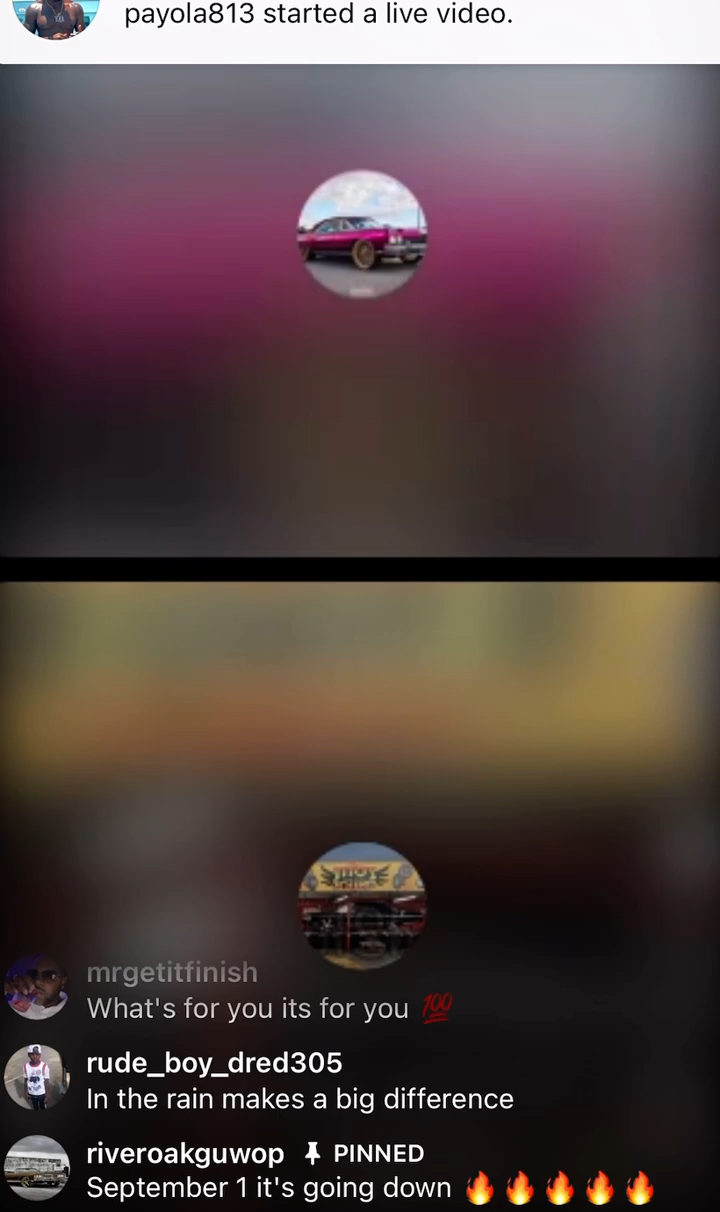 payola813 started a live video.
mrgetitfinish
What's for you its for you 💯
rude_boy_dred305
In the rain makes a big difference
riveroakguwop PINNED
September 1 it's going down 🔥🔥🔥🔥🔥